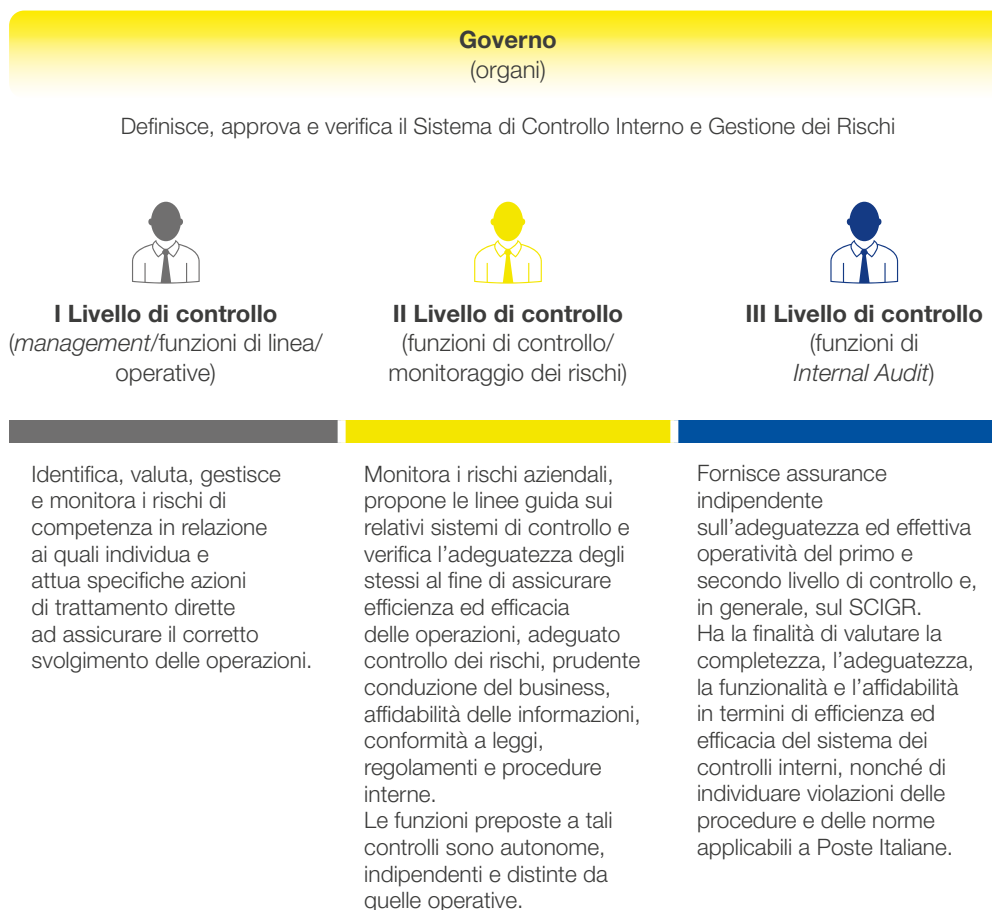 Governo
(organi)
Definisce, approva e verifica il Sistema di Controllo Interno e Gestione dei Rischi
I Livello di controllo
(management/funzioni di linea/
operative)
II Livello di controllo
(funzioni di controllo/
monitoraggio dei rischi)
III Livello di controllo
(funzioni di
Internal Audit)
Identifica, valuta, gestisce
e monitora i rischi di
competenza in relazione
ai quali individua e
attua specifiche azioni
di trattamento dirette
ad assicurare il corretto
svolgimento delle operazioni.
Monitora i rischi aziendali,
propone le linee guida sui
relativi sistemi di controllo e
verifica l'adeguatezza degli
stessi al fine di assicurare
efficienza ed efficacia
delle operazioni, adeguato
controllo dei rischi, prudente
conduzione del business,
affidabilità delle informazioni,
conformità a leggi,
regolamenti e procedure
interne.
Le funzioni preposte a tali
controlli sono autonome,
indipendenti e distinte da
quelle operative.
Fornisce assurance
indipendente
sull'adeguatezza ed effettiva
operatività del primo e
secondo livello di controllo e,
in generale, sul SCIGR.
Ha la finalità di valutare la
completezza, l'adeguatezza,
la funzionalità e l'affidabilità
in termini di efficienza ed
efficacia del sistema dei
controlli interni, nonché di
individuare violazioni delle
procedure e delle norme
applicabili a Poste Italiane.